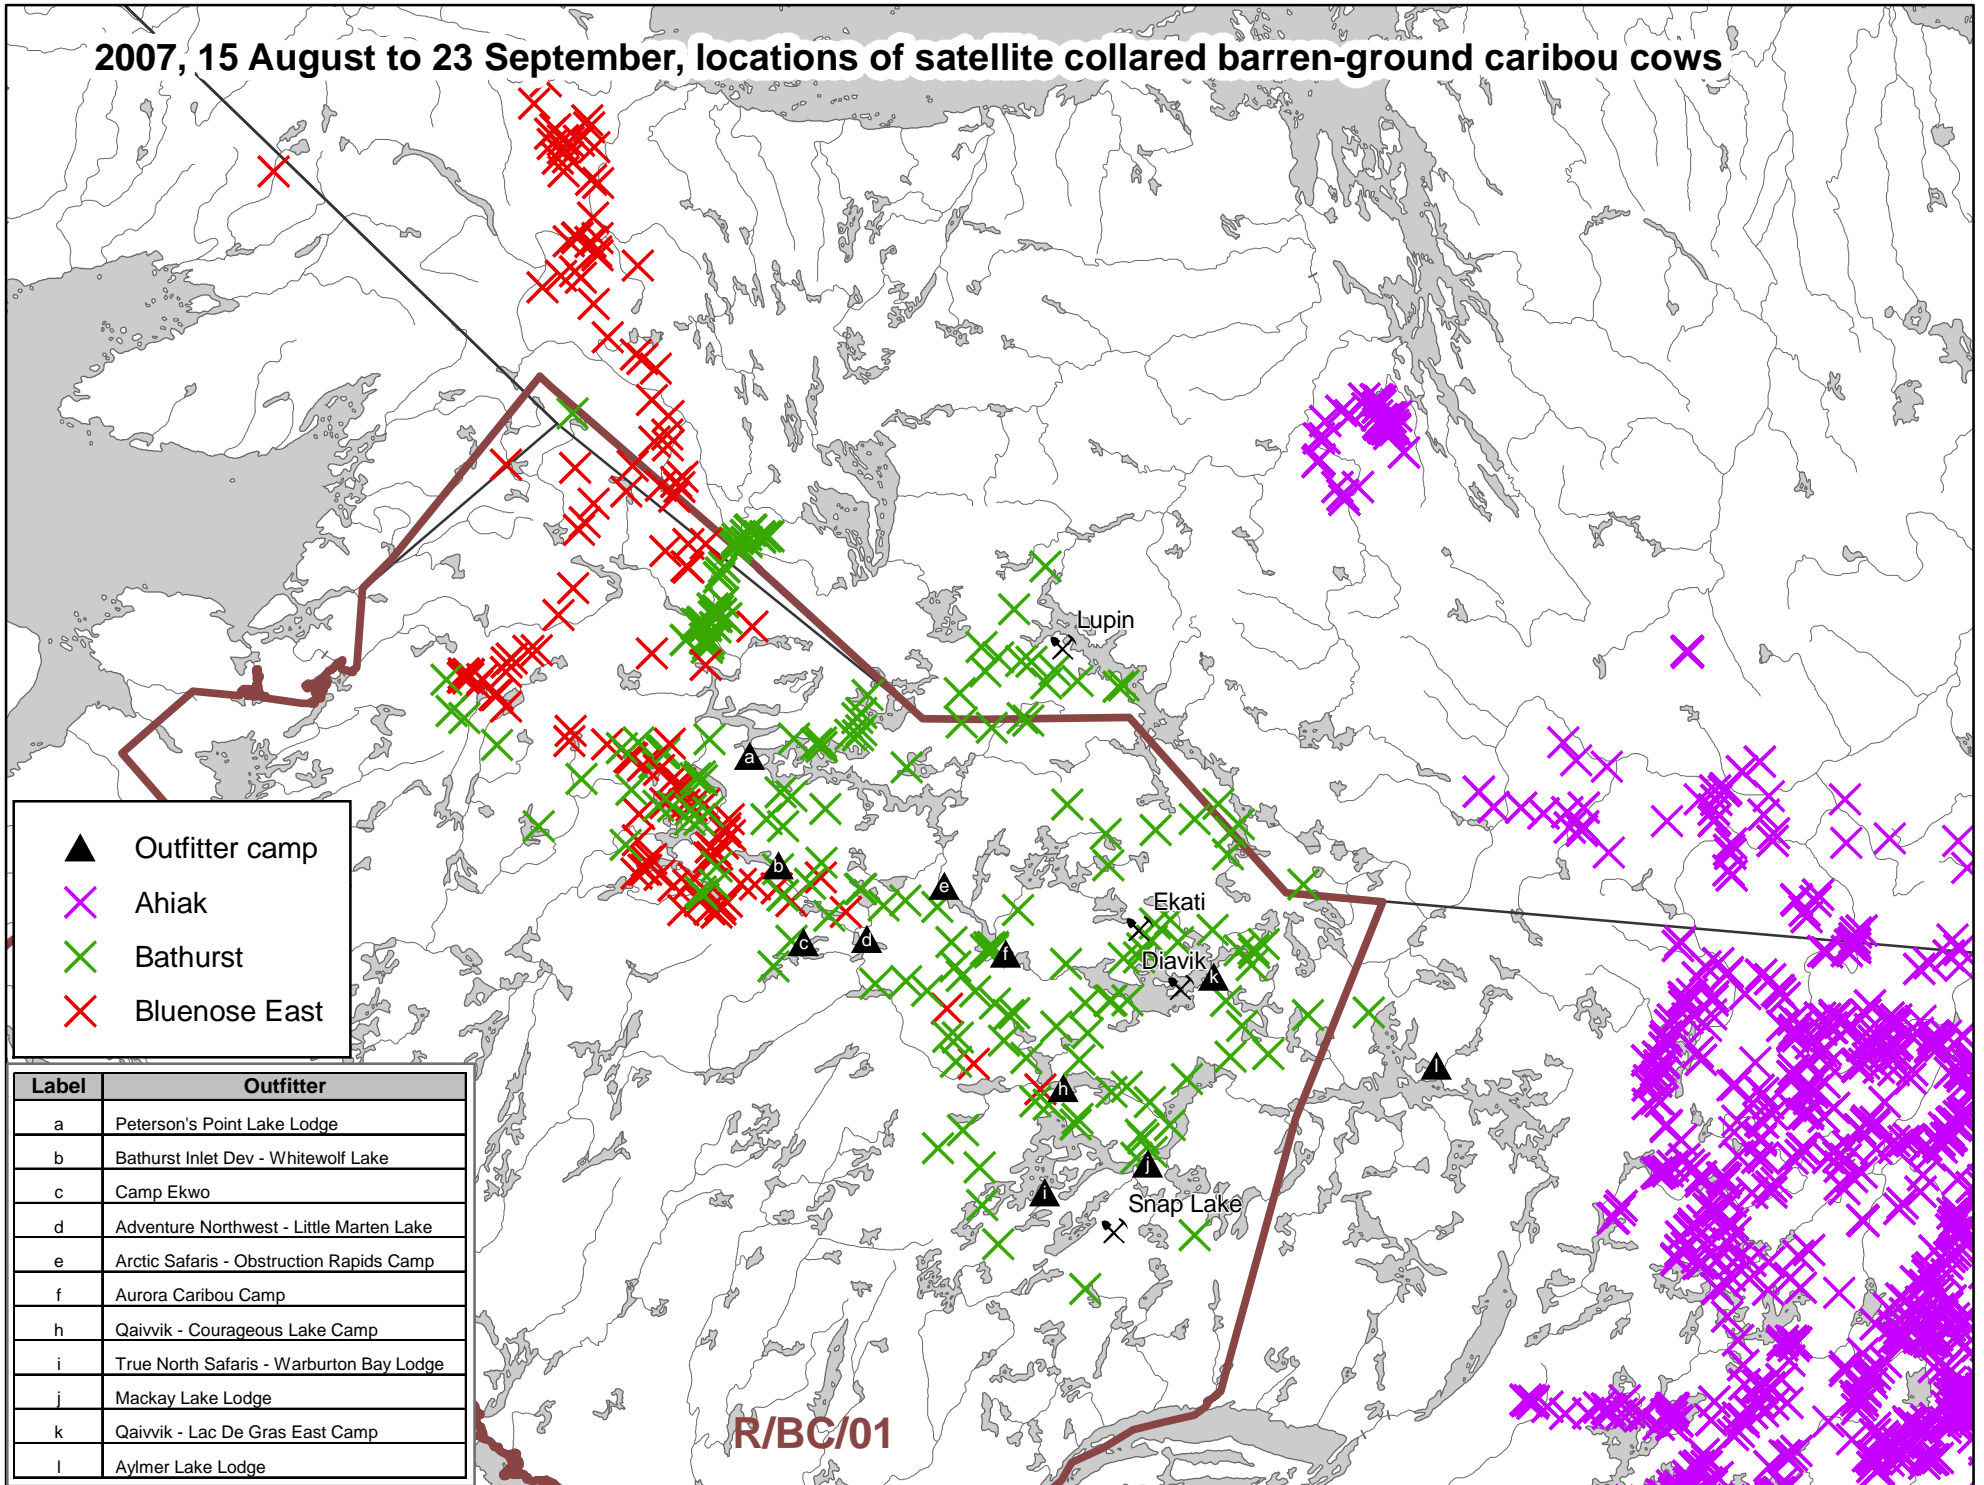 2007, 15 August to 23 September, locations of satellite collared barren-ground caribou cows
Lupin
a
b
e
Ekati
c
d
f
Diavik
k
l
h
j
i
Snap Lake
R/BC/01
Outfitter camp
Ahiak
Bathurst
Bluenose East
Label Outfitter
a Peterson's Point Lake Lodge
b Bathurst Inlet Dev - Whitewolf Lake
c Camp Ekwo
d Adventure Northwest - Little Marten Lake
e Arctic Safaris - Obstruction Rapids Camp
f Aurora Caribou Camp
h Qaivvik - Courageous Lake Camp
i True North Safaris - Warburton Bay Lodge
j Mackay Lake Lodge
k Qaivvik - Lac De Gras East Camp
l Aylmer Lake Lodge